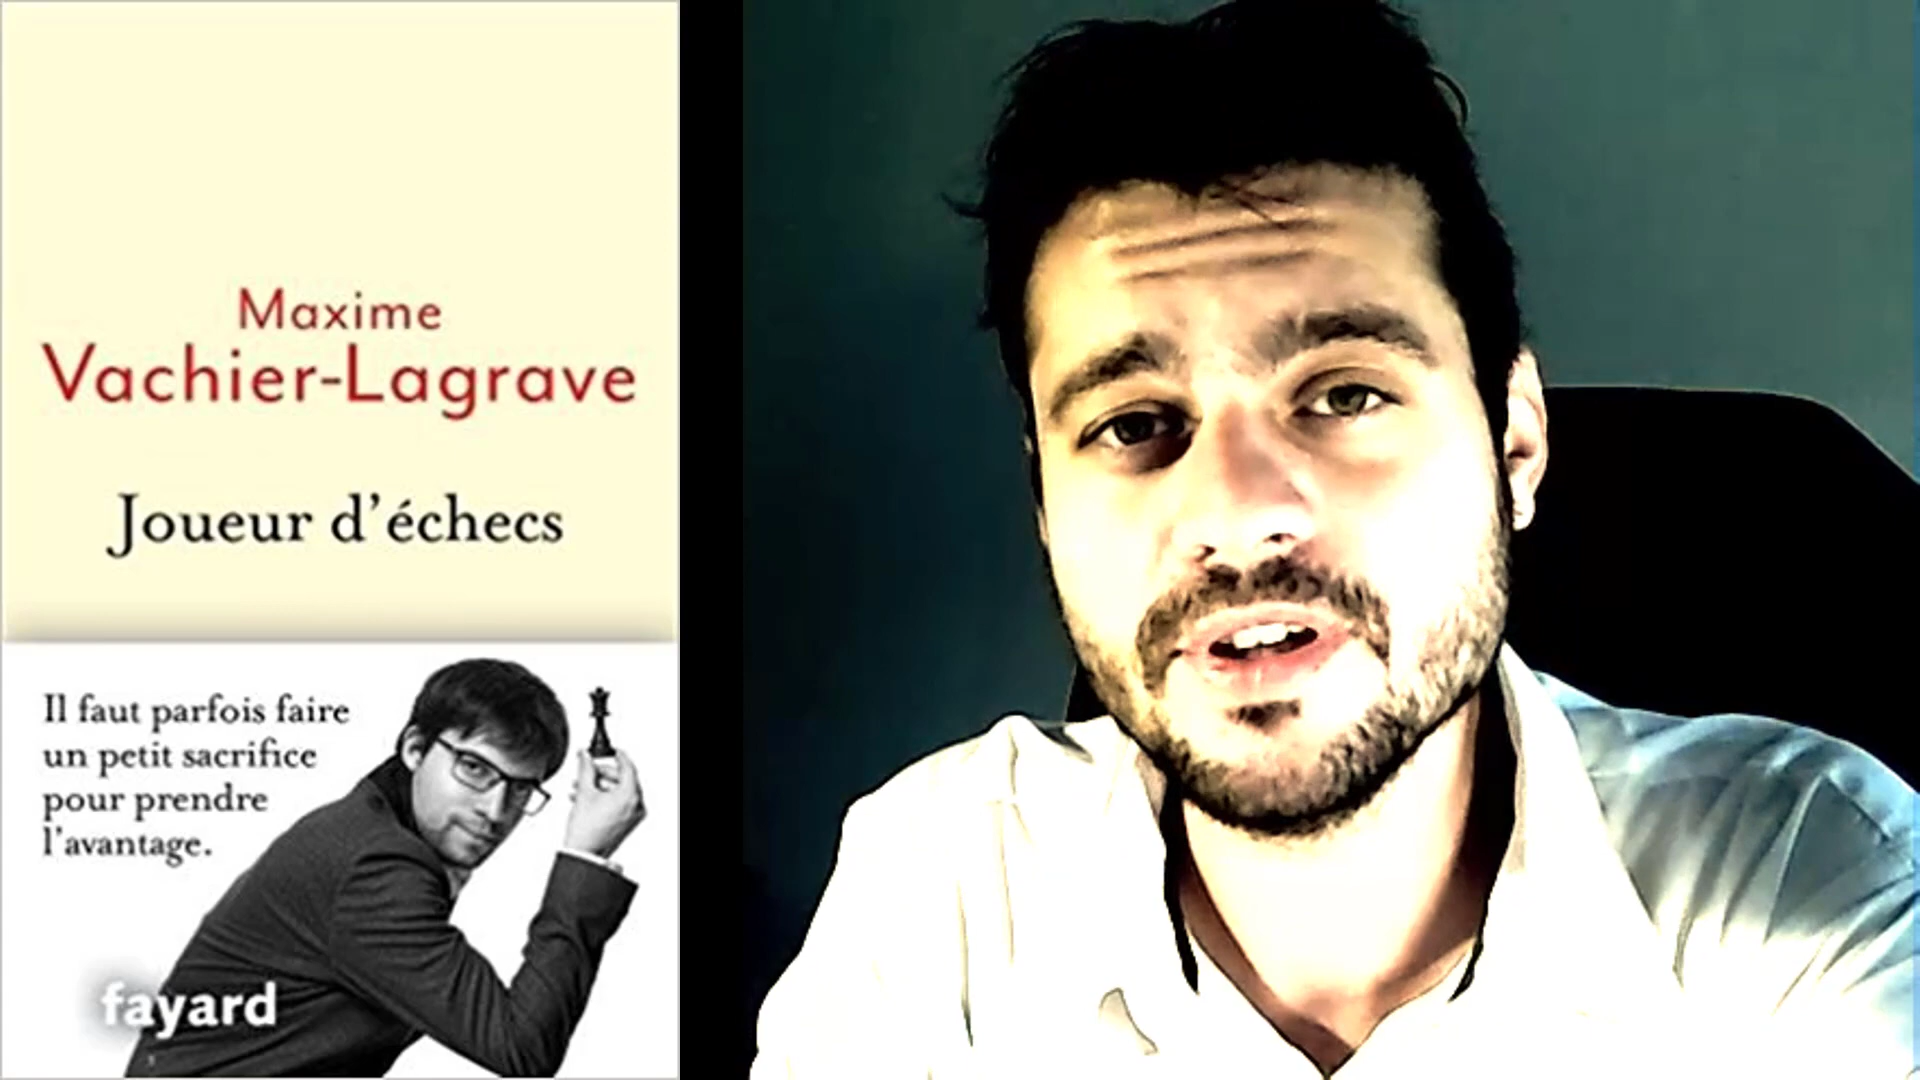 Maxime
Vachier-Lagrave
Joueur d’échecs
Il faut parfois faire
un petit sacrifice
pour prendre
l’avantage.
fayard